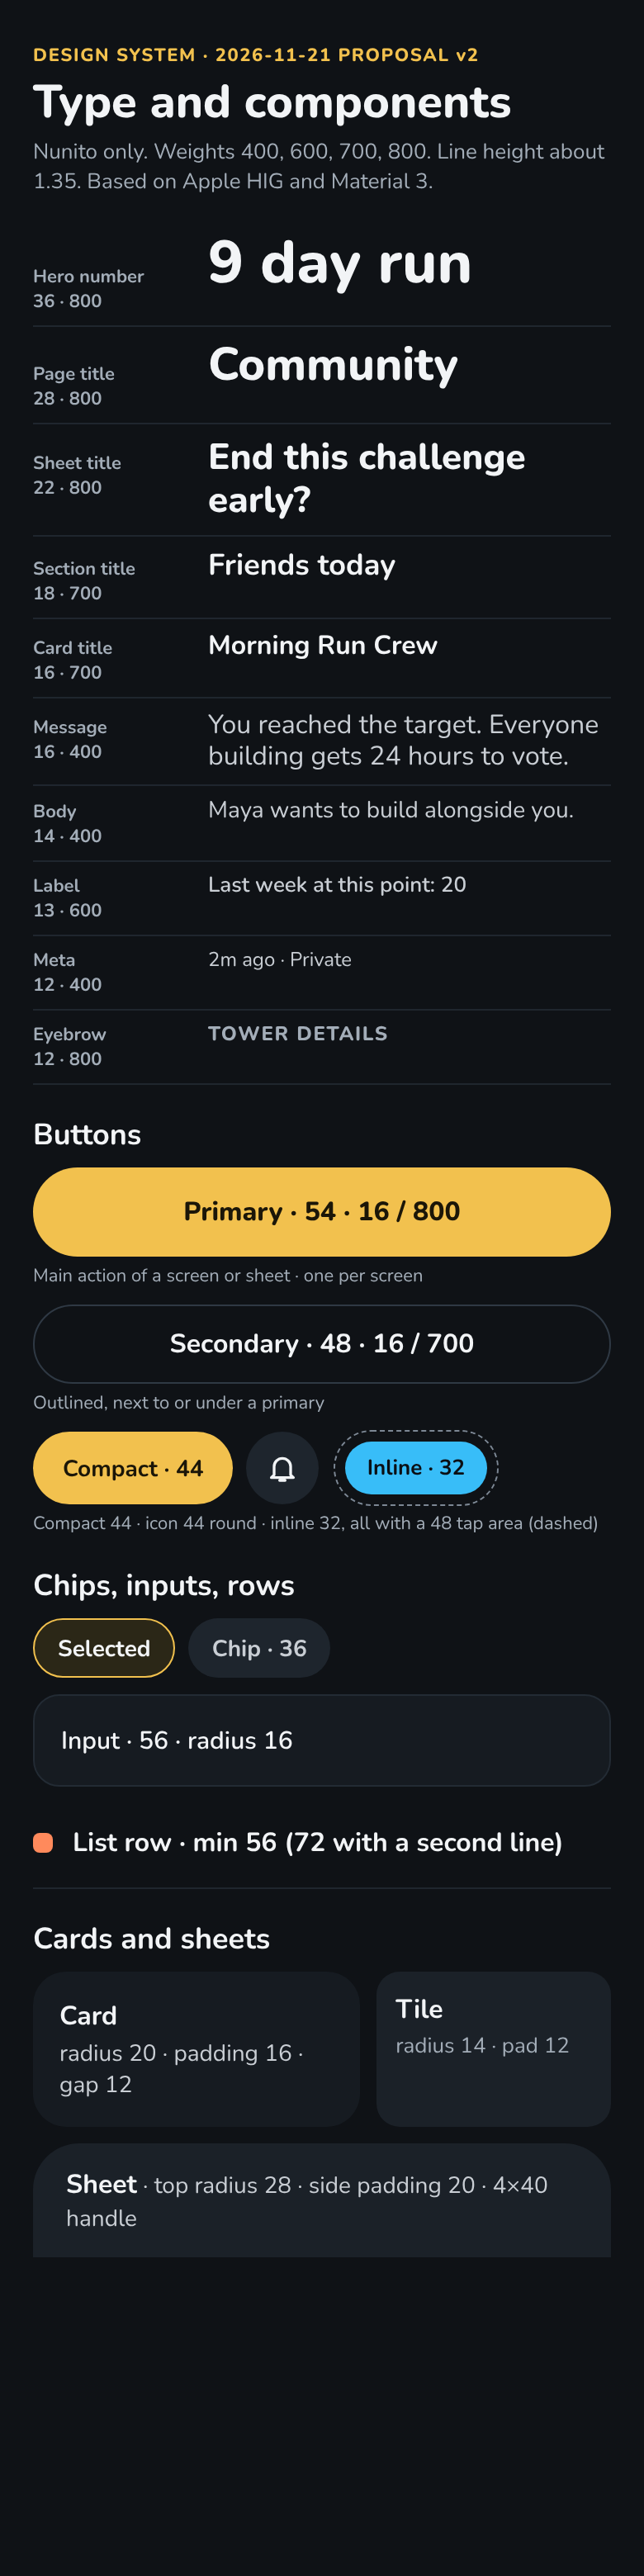 DESIGN SYSTEM · 2026-11-21 PROPOSAL v2
Type and components
Nunito only. Weights 400, 600, 700, 800. Line height about
1.35. Based on Apple HIG and Material 3.
Hero number
36 · 800
9 day run
Page title
28 · 800
Community
Sheet title
22 · 800
End this challenge
early?
Section title
18 · 700
Friends today
Card title
16 · 700
Morning Run Crew
Message
16 · 400
You reached the target. Everyone
building gets 24 hours to vote.
Body
14 · 400
Maya wants to build alongside you.
Label
13 · 600
Last week at this point: 20
Meta
12 · 400
2m ago · Private
Eyebrow
12 · 800
TOWER DETAILS
Buttons
Primary · 54 · 16 / 800
Main action of a screen or sheet · one per screen
Secondary · 48 · 16 / 700
Outlined, next to or under a primary
Compact · 44
Inline · 32
Compact 44 · icon 44 round · inline 32, all with a 48 tap area (dashed)
Chips, inputs, rows
Selected
Chip · 36
Input · 56 · radius 16
List row · min 56 (72 with a second line)
Cards and sheets
Card
radius 20 · padding 16 ·
gap 12
Tile
radius 14 · pad 12
Sheet · top radius 28 · side padding 20 · 4×40
handle